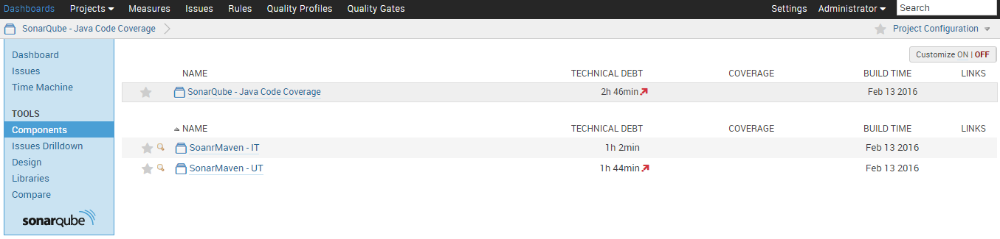 Dashboards Projects Measures Issues Rules Quality Profiles Quality Gates Settings Administrator Search
SonarQube - Java Code Coverage Project Configuration
Dashboard
Issues
Time Machine
TOOLS
Components
Issues Drilldown
Design
Libraries
Compare
sonarqube
Customize ON | OFF
NAME TECHNICAL DEBT COVERAGE BUILD TIME LINKS
SonarQube - Java Code Coverage 2h 46min Feb 13 2016
NAME TECHNICAL DEBT COVERAGE BUILD TIME LINKS
SoanrMaven - IT 1h 2min Feb 13 2016
SonarMaven - UT 1h 44min Feb 13 2016